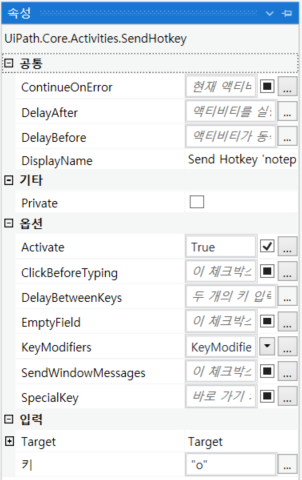 속성
UiPath.Core.Activities.SendHotkey
공통
ContinueOnError 현재 액티비 ...
DelayAfter 액티비티를 실 ...
DelayBefore 액티비티가 동 ...
DisplayName Send Hotkey 'notep
기타
Private
옵션
Activate True ...
ClickBeforeTyping 이 체크박스 ...
DelayBetweenKeys 두 개의 키 입력 ...
EmptyField 이 체크박스 ...
KeyModifiers KeyModifie ...
SendWindowMessages 이 체크박스 ...
SpecialKey 바로 가기 ...
입력
Target Target
키 "o" ...